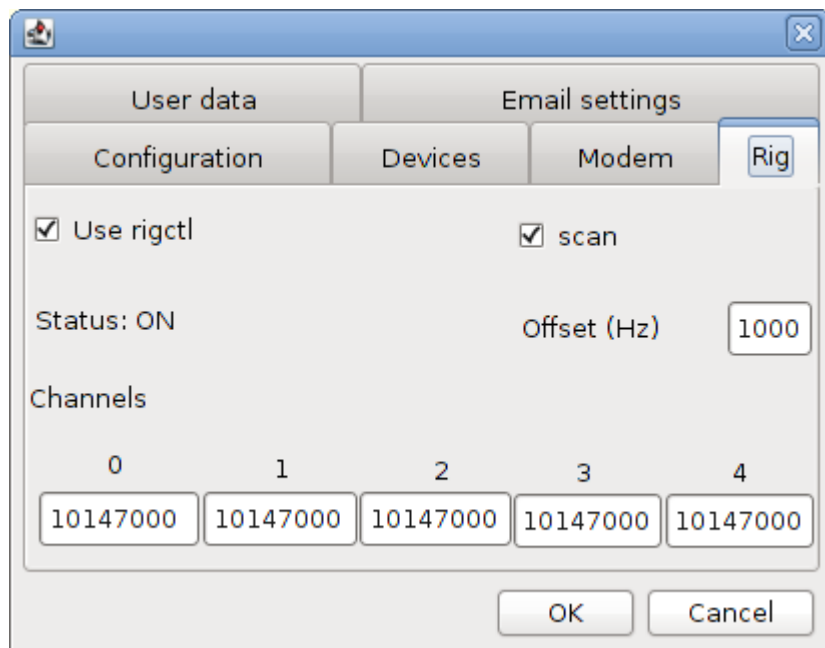 User data Email settings
Configuration Devices Modem Rig
Use rigctl scan
Status: ON Offset (Hz) 1000
Channels
0 1 2 3 4
10147000 10147000 10147000 10147000 10147000
OK Cancel